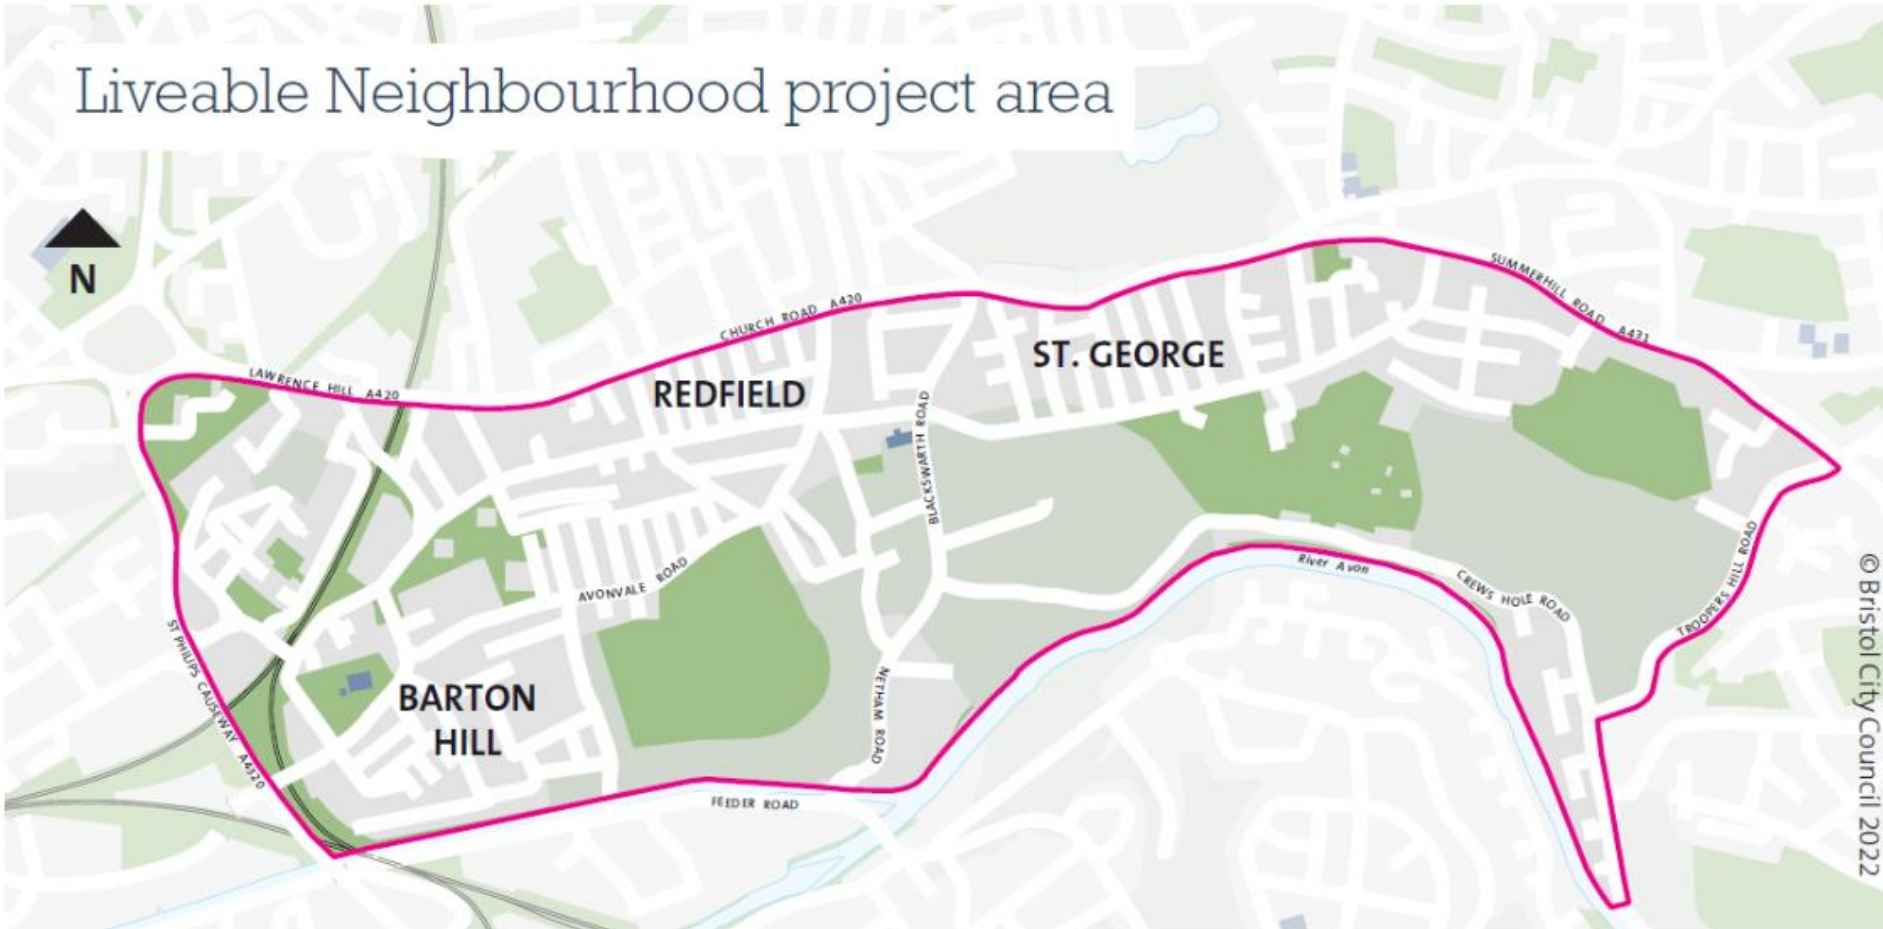 Liveable Neighbourhood project area
N
SUMMERHILL ROAD A431
CHURCH ROAD A420
ST. GEORGE
LAWRENCE HILL A420
REDFIELD
BLACKSWARTH ROAD
River Avon
CREWS HOLE ROAD
TROOPERS HILL ROAD
AVONVALE ROAD
ST PHILIPS CAUSEWAY A4320
BARTON
HILL
NETHAM ROAD
FEEDER ROAD
© Bristol City Council 2022